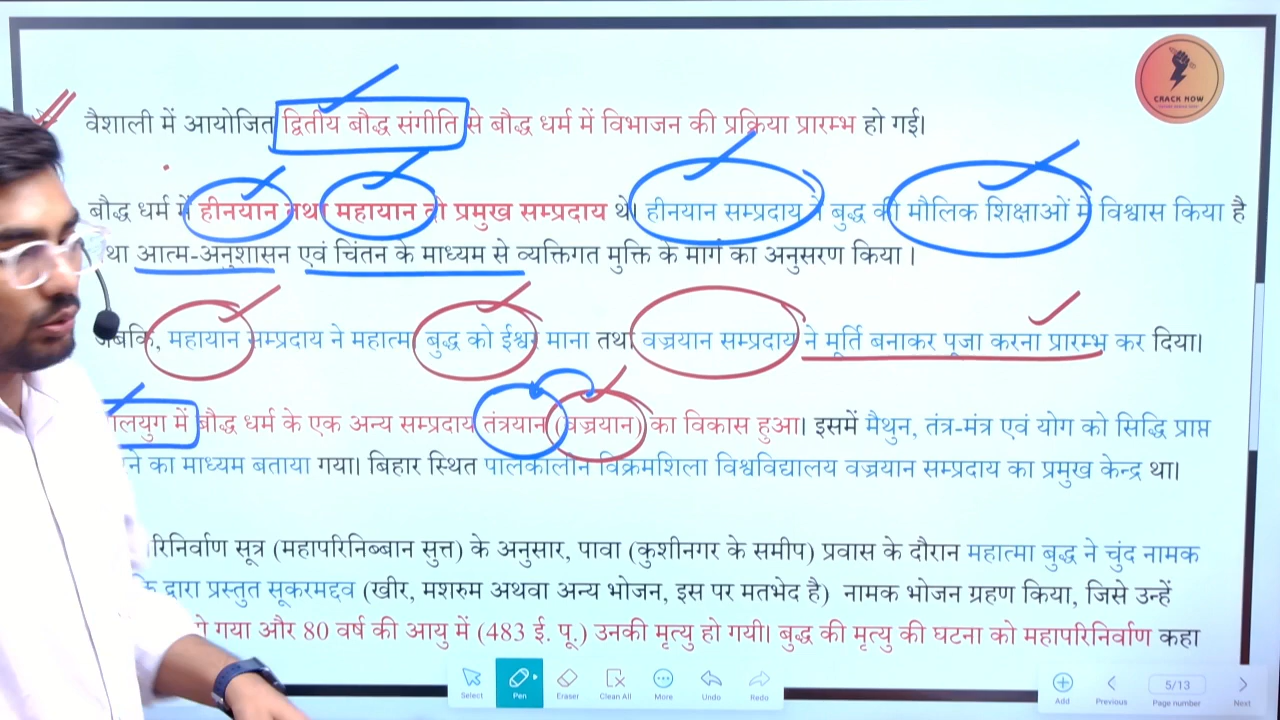 CRACK NOW
वैशाली में आयोजित द्वितीय बौद्ध संगीति से बौद्ध धर्म में विभाजन की प्रक्रिया प्रारम्भ हो गई।
बौद्ध धर्म में हीनयान तथा महायान दो प्रमुख सम्प्रदाय थे। हीनयान सम्प्रदाय ने बुद्ध की मौलिक शिक्षाओं में विश्वास किया है
था आत्म-अनुशासन एवं चिंतन के माध्यम से व्यक्तिगत मुक्ति के मार्ग का अनुसरण किया ।
जबकि, महायान सम्प्रदाय ने महात्मा बुद्ध को ईश्वर माना तथा वज्रयान सम्प्रदाय ने मूर्ति बनाकर पूजा करना प्रारम्भ कर दिया।
लयुग में बौद्ध धर्म के एक अन्य सम्प्रदाय तंत्रयान (वज्रयान) का विकास हुआ। इसमें मैथुन, तंत्र-मंत्र एवं योग को सिद्धि प्राप्त
ने का माध्यम बताया गया। बिहार स्थित पालकालीन विक्रमशिला विश्वविद्यालय वज्रयान सम्प्रदाय का प्रमुख केन्द्र था।
रिनिर्वाण सूत्र (महापरिनिब्बान सुत्त) के अनुसार, पावा (कुशीनगर के समीप) प्रवास के दौरान महात्मा बुद्ध ने चुंद नामक
के द्वारा प्रस्तुत सूकरमद्दव (खीर, मशरुम अथवा अन्य भोजन, इस पर मतभेद है) नामक भोजन ग्रहण किया, जिसे उन्हें
गया और 80 वर्ष की आयु में (483 ई. पू.) उनकी मृत्यु हो गयी। बुद्ध की मृत्यु की घटना को महापरिनिर्वाण कहा
Select Pen Eraser Clean All More Undo Redo
Add Previous 5/13 Page number Next